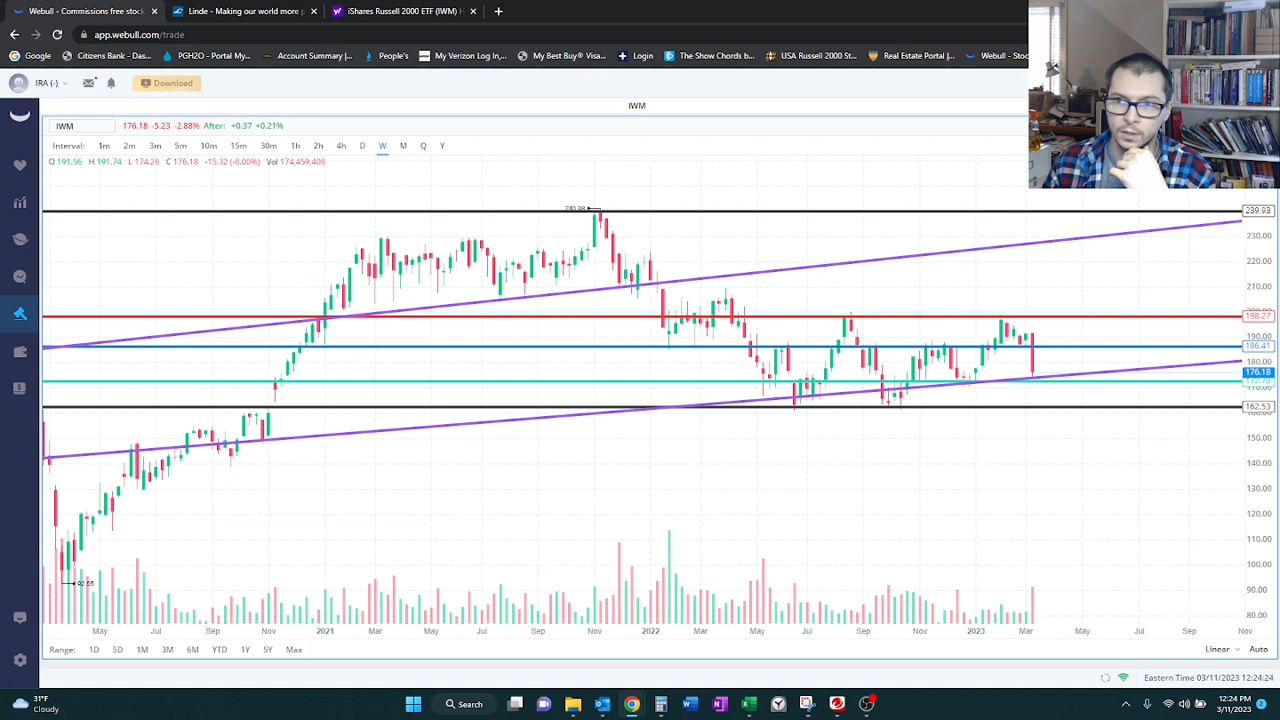 Webull - Commissions free stock
Linde - Making our world more p
iShares Russell 2000 ETF (IWM)
app.webull.com/trade
Google
Citizens Bank - Das...
PGH2O - Portal My...
Account Summary |...
People's
My Verizon Log In,...
My Best Buy® Visa...
Login
The Show Chords b...
USA Russell 2000 St...
Real Estate Portal |...
Webull - Stoc
IRA (-)
Download
IWM
IWM 176.18 -5.23 -2.88% After: +0.37 +0.21%
Interval: 1m 2m 3m 5m 10m 15m 30m 1h 2h 4h D W M Q Y
O 191.56 H 191.74 L 174.26 C 176.18 -15.32 (-8.00%) Vol 174,459,408
240.88
239.93
230.00
220.00
210.00
198.27
190.00
186.41
180.00
176.18
172.70
170.00
162.53
150.00
140.00
130.00
120.00
110.00
100.00
90.00
80.00
May Jul Sep Nov 2021 Mar May Jul Sep Nov 2022 Mar May Jul Sep Nov 2023 Mar May Jul Sep Nov
Range: 1D 5D 1M 3M 6M YTD 1Y 5Y Max
Linear Auto
Eastern Time 03/11/2023 12:24:24
31°F
Cloudy
Search
12:24 PM
3/11/2023